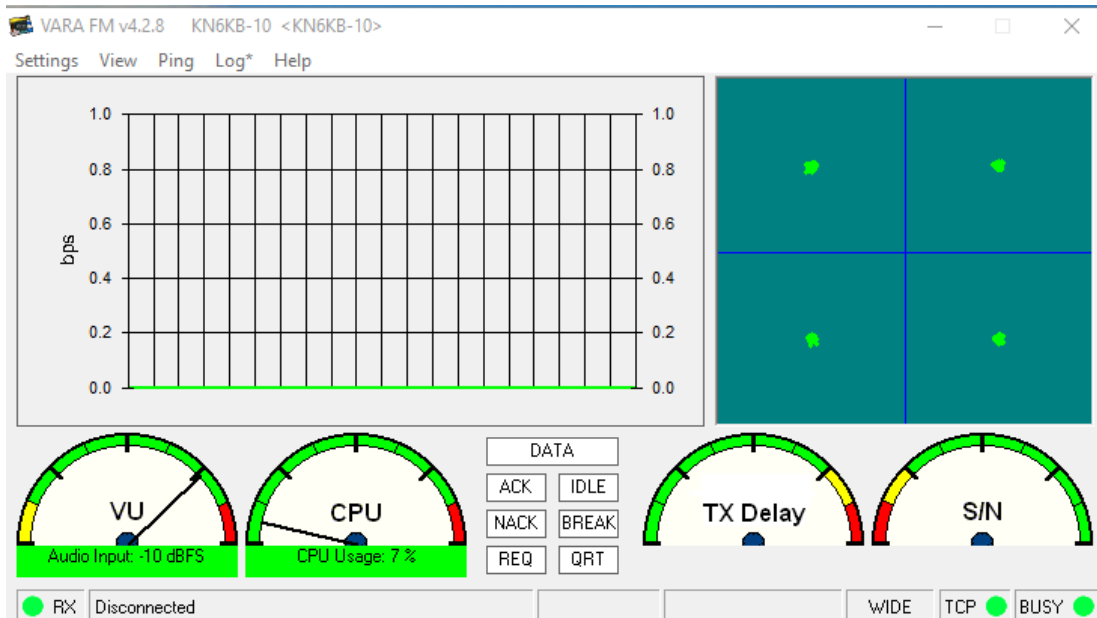 VARA FM v4.2.8 KN6KB-10 <KN6KB-10>
Settings View Ping Log* Help
1.0 1.0
0.8 0.8
0.6 0.6
bps
0.4 0.4
0.2 0.2
0.0 0.0
VU
Audio Input: -10 dBFS
CPU
CPU Usage: 7 %
DATA
ACK IDLE
NACK BREAK
REQ QRT
TX Delay
S/N
RX Disconnected WIDE TCP BUSY